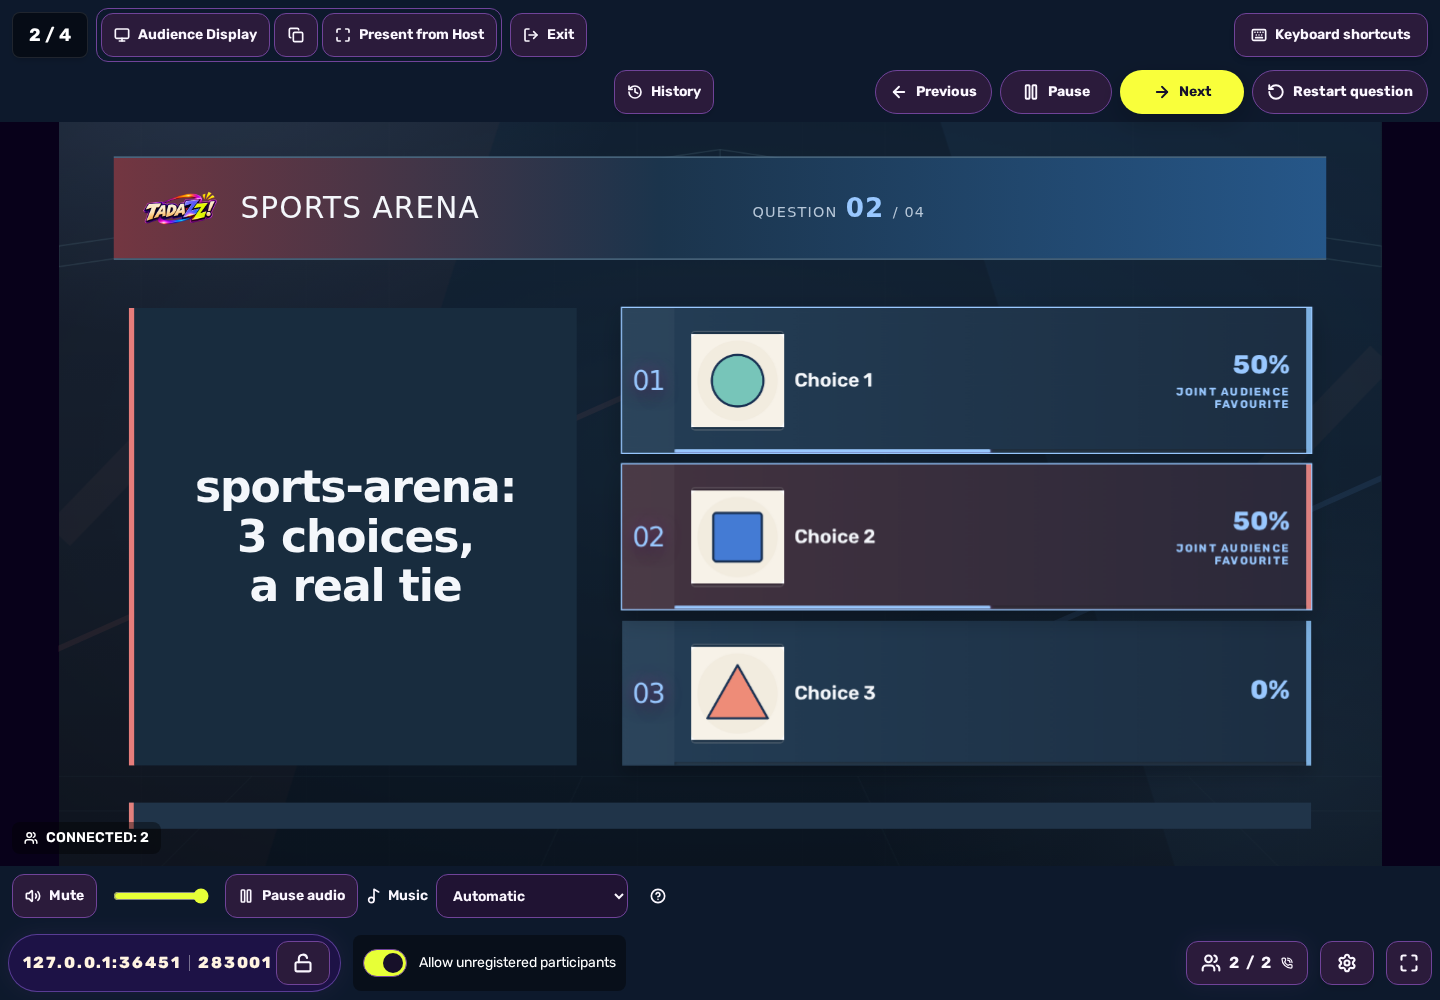 2 / 4
Audience Display
Present from Host
Exit
Keyboard shortcuts
History
Previous
Pause
Next
Restart question
TADAZZ!
SPORTS ARENA
QUESTION 02 / 04
sports-arena:
3 choices,
a real tie
01
Choice 1
50%
JOINT AUDIENCE
FAVOURITE
02
Choice 2
50%
JOINT AUDIENCE
FAVOURITE
03
Choice 3
0%
CONNECTED: 2
Mute
Pause audio
Music
Automatic
127.0.0.1:36451
283001
Allow unregistered participants
2 / 2